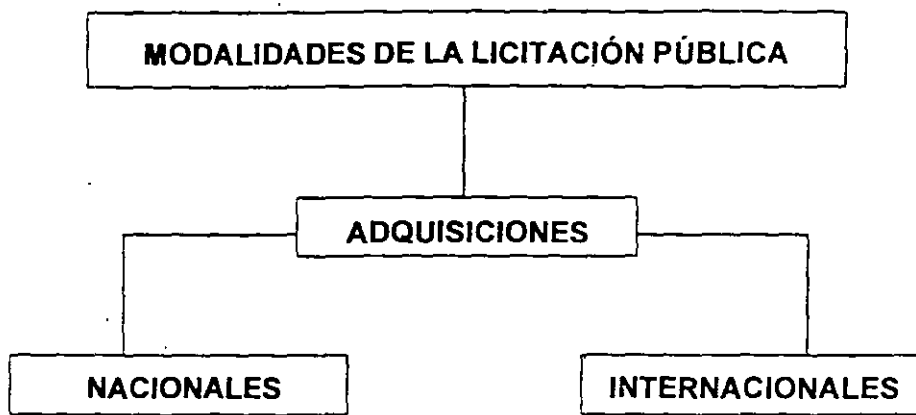 MODALIDADES DE LA LICITACIÓN PÚBLICA
ADQUISICIONES
NACIONALES
INTERNACIONALES